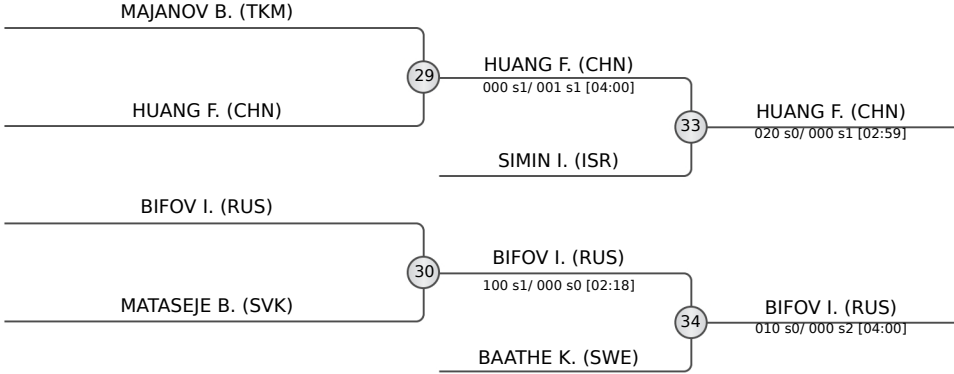 MAJANOV B. (TKM)
29
HUANG F. (CHN)
000 s1/ 001 s1 [04:00]
HUANG F. (CHN)
33
HUANG F. (CHN)
020 s0/ 000 s1 [02:59]
SIMIN I. (ISR)
BIFOV I. (RUS)
30
BIFOV I. (RUS)
100 s1/ 000 s0 [02:18]
MATASEJE B. (SVK)
34
BIFOV I. (RUS)
010 s0/ 000 s2 [04:00]
BAATHE K. (SWE)